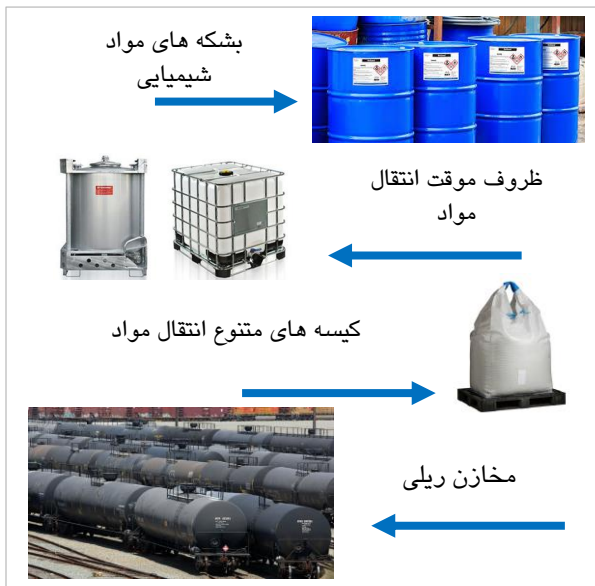 بشکه های مواد
شیمیایی
ظروف موقت انتقال
مواد
کیسه های متنوع انتقال مواد
مخازن ریلی